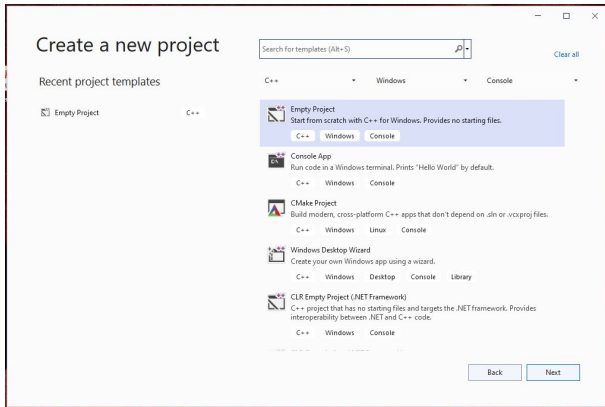 Create a new project
Recent project templates
Empty Project C++
Search for templates (Alt+S)
Clear all
C++ Windows Console
Empty Project
Start from scratch with C++ for Windows. Provides no starting files.
C++ Windows Console
Console App
Run code in a Windows terminal. Prints "Hello World" by default.
C++ Windows Console
CMake Project
Build modern, cross-platform C++ apps that don't depend on .sln or .vcxproj files.
C++ Windows Linux Console
Windows Desktop Wizard
Create your own Windows app using a wizard.
C++ Windows Desktop Console Library
CLR Empty Project (.NET Framework)
C++ project that has no starting files and targets the .NET framework. Provides
interoperability between .NET and C++ code.
C++ Windows Console
Back Next